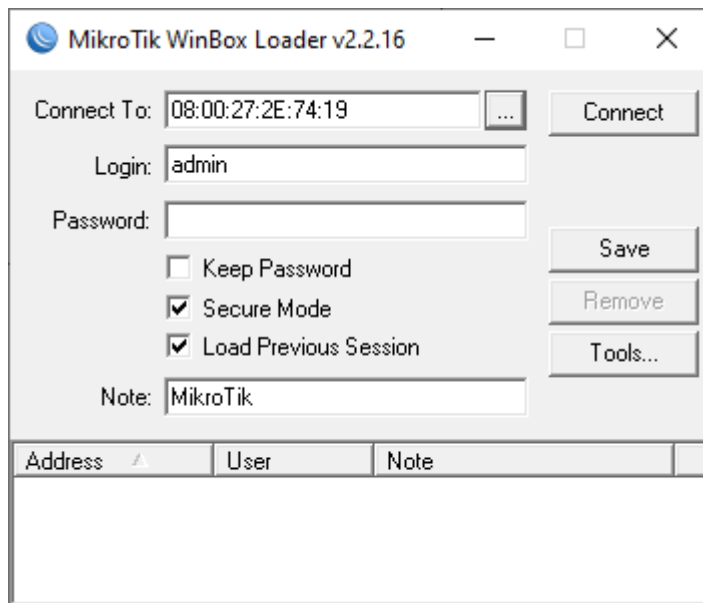 MikroTik WinBox Loader v2.2.16
Connect To: 08:00:27:2E:74:19 ... Connect
Login: admin
Password:
Keep Password Save
Secure Mode Remove
Load Previous Session Tools...
Note: MikroTik
Address User Note